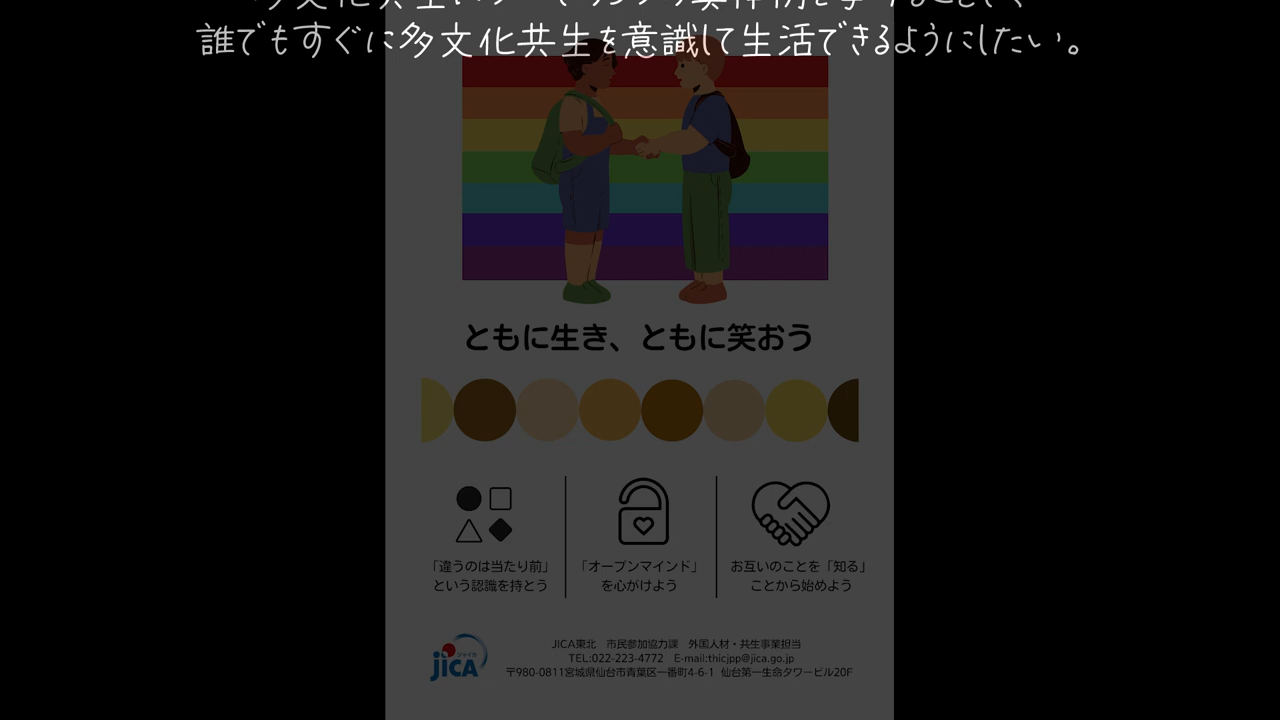 誰でもすぐに多文化共生を意識して生活できるようにしたい。
ともに生き、ともに笑おう
「違うのは当たり前」
という認識を持とう
「オープンマインド」
を心がけよう
お互いのことを「知る」
ことから始めよう
ジャイカ
JICA
JICA東北 市民参加協力課 外国人材・共生事業担当
TEL:022-223-4772 E-mail:thicjpp@jica.go.jp
〒980-0811宮城県仙台市青葉区一番町4-6-1 仙台第一生命タワービル20F